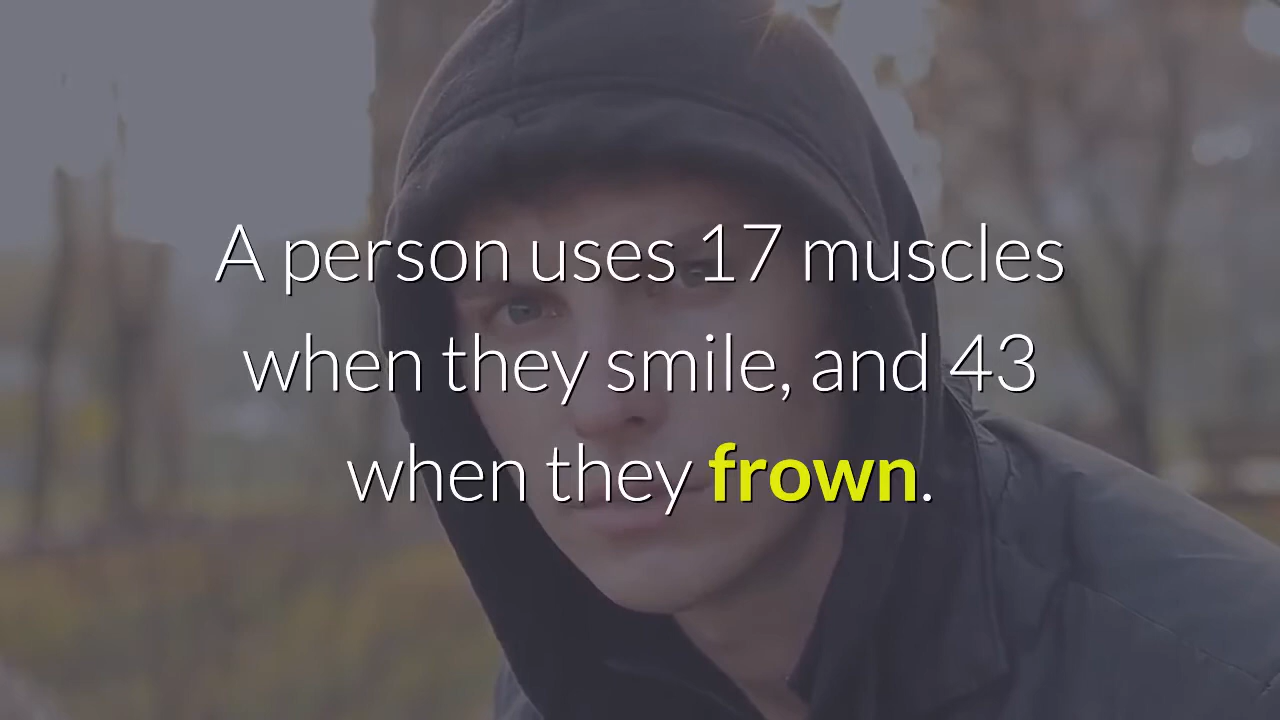 A person uses 17 muscles
when they smile, and 43
when they frown.